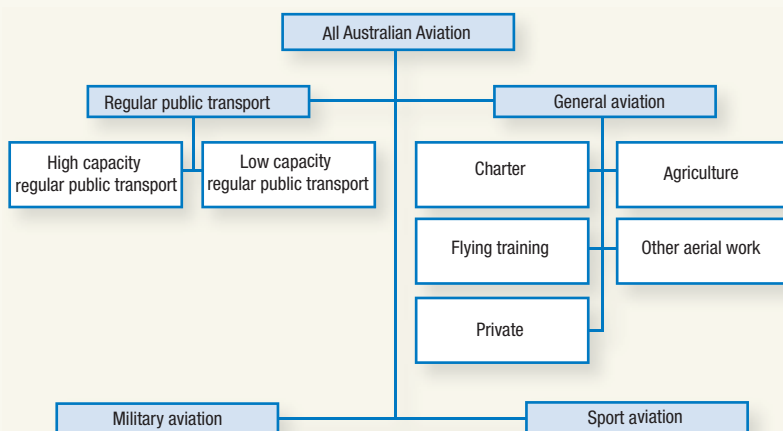 All Australian Aviation
Regular public transport
General aviation
High capacity
regular public transport
Low capacity
regular public transport
Charter
Agriculture
Flying training
Other aerial work
Private
Military aviation
Sport aviation